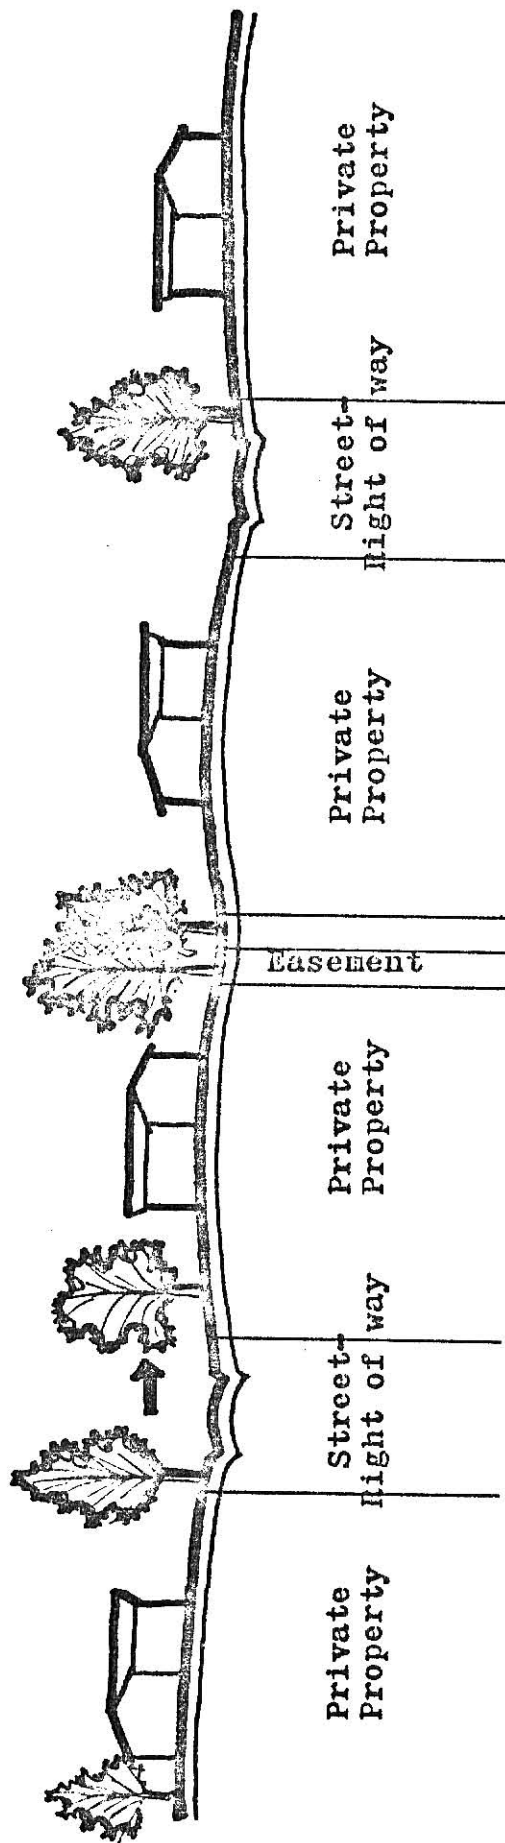 Private
Property
Street-
Right of way
Private
Property
Easement
Private
Property
Street-
Right of way
Private
Property